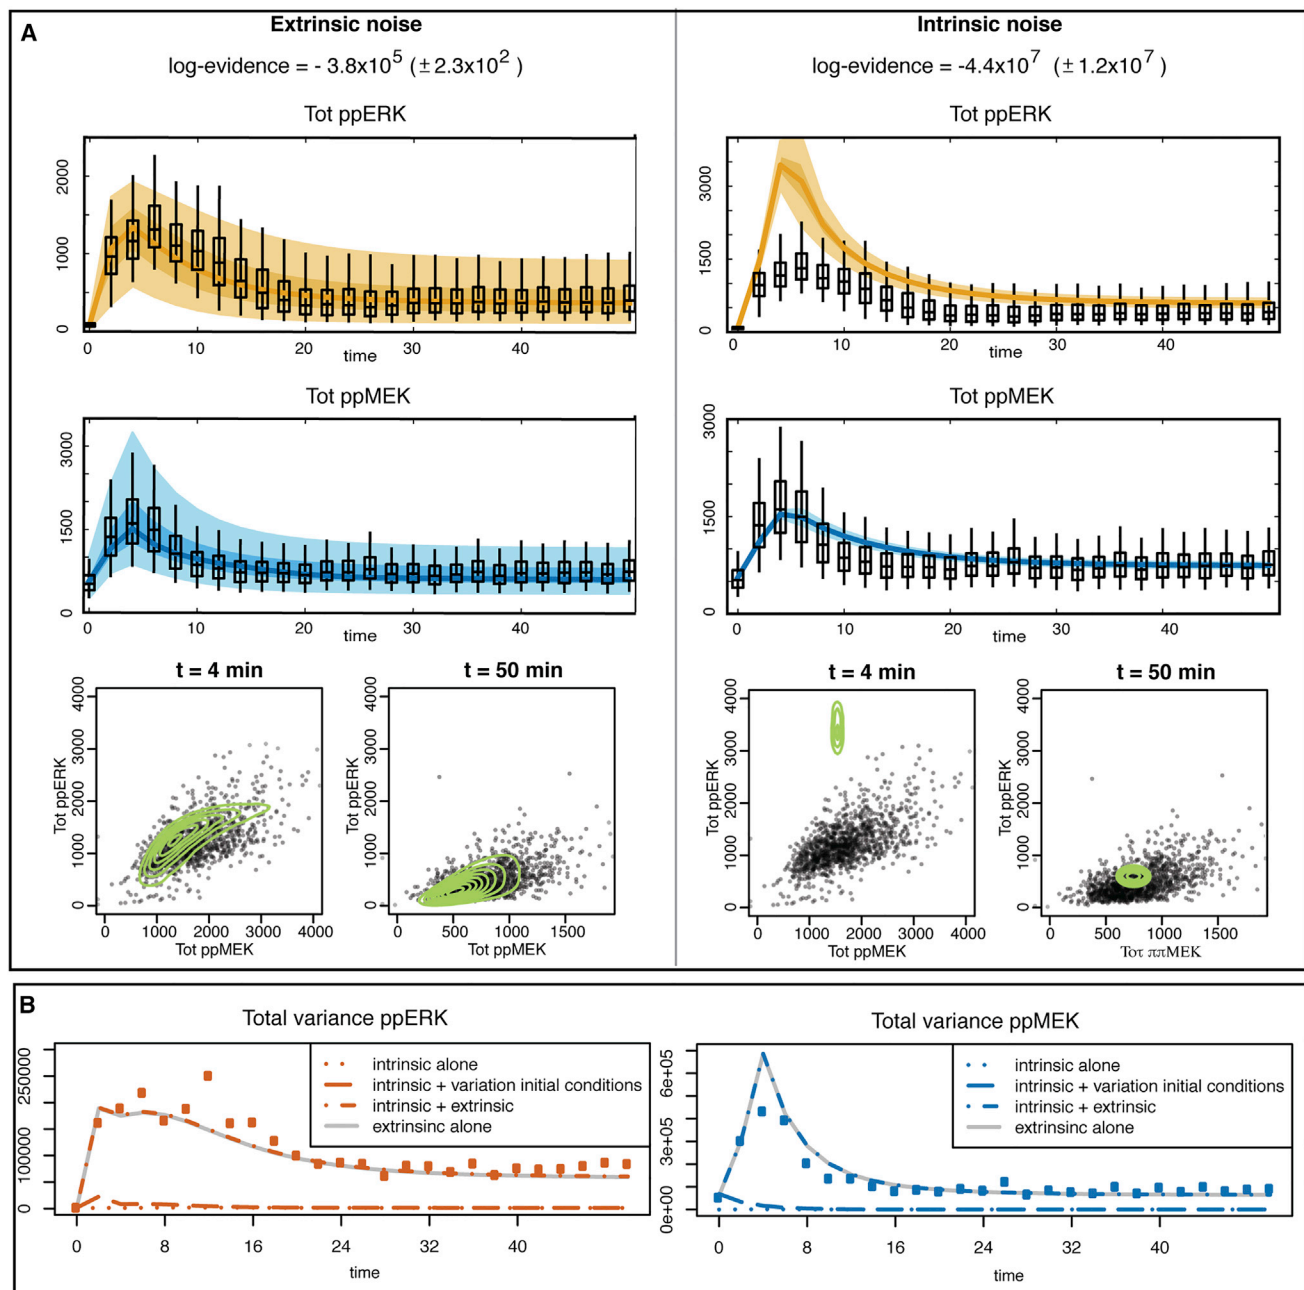 A
Extrinsic noise
log-evidence = - 3.8x10^5 (±2.3x10^2)
Tot ppERK
2000
1000
0
0 10 20 30 40
time
Tot ppMEK
3000
1500
0
0 10 20 30 40
time
t = 4 min
t = 50 min
4000
3000
2000
1000
0
Tot ppERK
0 1000 2000 3000 4000
Tot ppMEK
4000
3000
2000
1000
0
Tot ppERK
0 500 1000 1500
Tot ppMEK
Intrinsic noise
log-evidence = -4.4x10^7 (±1.2x10^7)
Tot ppERK
3000
1500
0
0 10 20 30 40
time
Tot ppMEK
3000
1500
0
0 10 20 30 40
time
t = 4 min
t = 50 min
4000
3000
2000
1000
0
Tot ppERK
0 1000 2000 3000 4000
Tot ppMEK
4000
3000
2000
1000
0
Tot ppERK
0 500 1000 1500
Τοτ ππMEK
B
Total variance ppERK
250000
100000
0
intrinsic alone
intrinsic + variation initial conditions
intrinsic + extrinsic
extrinsinc alone
0 8 16 24 32 40
time
Total variance ppMEK
6e+05
3e+05
0e+00
intrinsic alone
intrinsic + variation initial conditions
intrinsic + extrinsic
extrinsinc alone
0 8 16 24 32 40
time